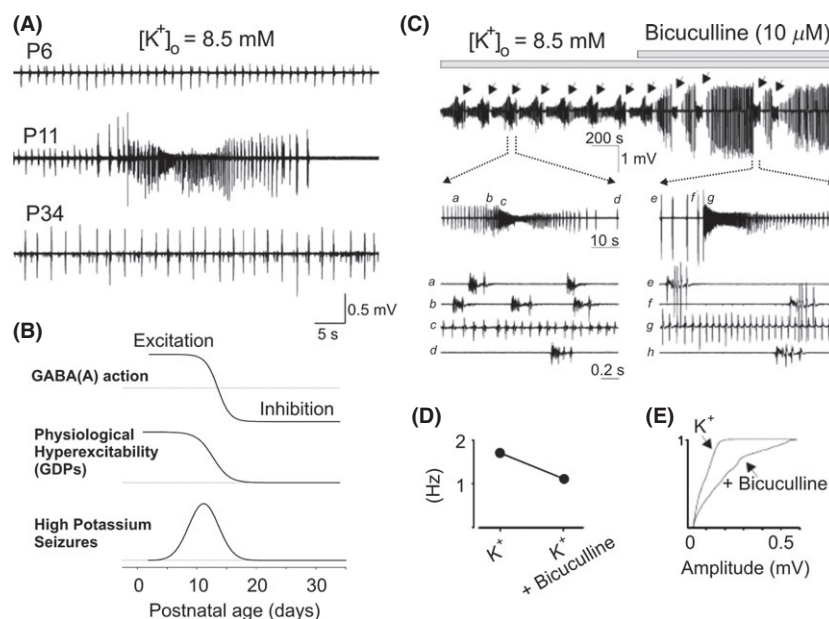 (A)
[K+]o = 8.5 mM
P6
P11
P34
0.5 mV
5 s
(B)
Excitation
GABA(A) action
Inhibition
Physiological
Hyperexcitability
(GDPs)
High Potassium
Seizures
0 10 20 30
Postnatal age (days)
(C)
Bicuculline (10 µM)
[K+]o = 8.5 mM
200 s
1 mV
a b c d
e f g
10 s
a
b
c
d
e
f
g
h
0.2 s
(D)
2
1
(Hz)
K+
K+
+ Bicuculline
(E)
K+
1
+ Bicuculline
0 0.5
Amplitude (mV)